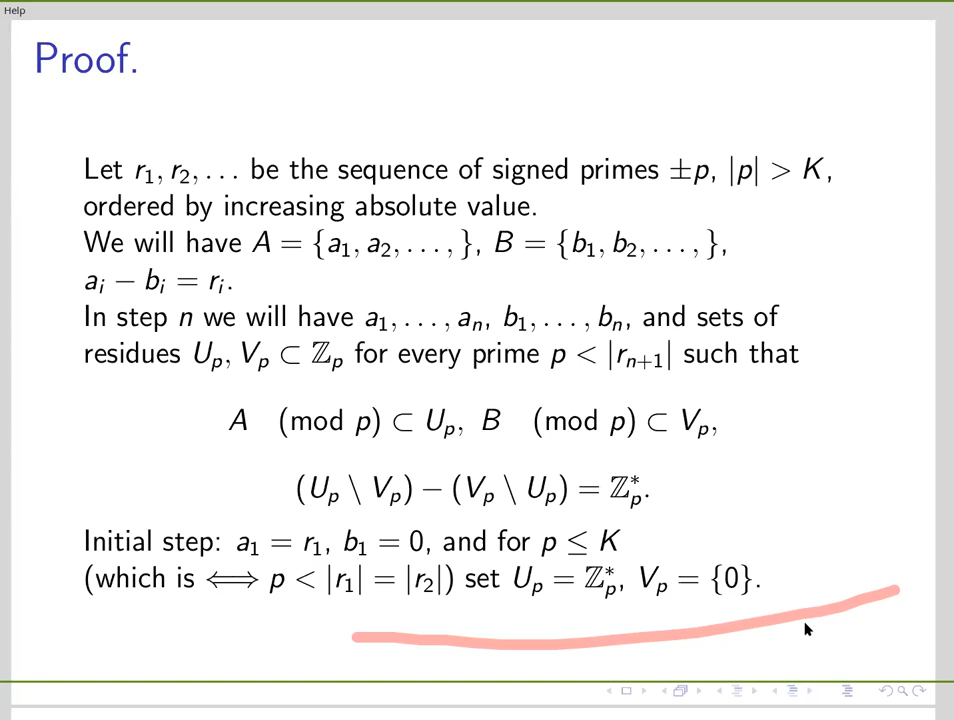 Help
Proof.
Let r₁, r₂, . . . be the sequence of signed primes ±p, |p| > K,
ordered by increasing absolute value.
We will have A = {a₁, a₂, . . . , }, B = {b₁, b₂, . . . , },
aᵢ − bᵢ = rᵢ.
In step n we will have a₁, . . . , aₙ, b₁, . . . , bₙ, and sets of
residues Uₚ, Vₚ ⊂ ℤₚ for every prime p < |rₙ₊₁| such that
A (mod p) ⊂ Uₚ, B (mod p) ⊂ Vₚ,
(Uₚ \ Vₚ) − (Vₚ \ Uₚ) = ℤₚ*.
Initial step: a₁ = r₁, b₁ = 0, and for p ≤ K
(which is ⟺ p < |r₁| = |r₂|) set Uₚ = ℤₚ*, Vₚ = {0}.